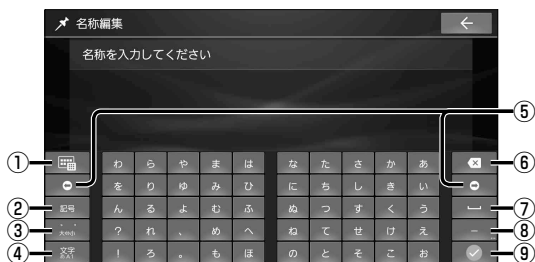 名称編集
名称を入力してください
⑤
① わ ら や ま は な た さ か あ ⑥
を り ゆ み ひ に ち し き い
② 記号 ん る よ む ふ ぬ つ す く う ⑦
③ 大⇔小 ? れ 、 め へ ね て せ け え ー ⑧
④ 文字 ! ろ 。 も ほ の と そ こ お ⑨